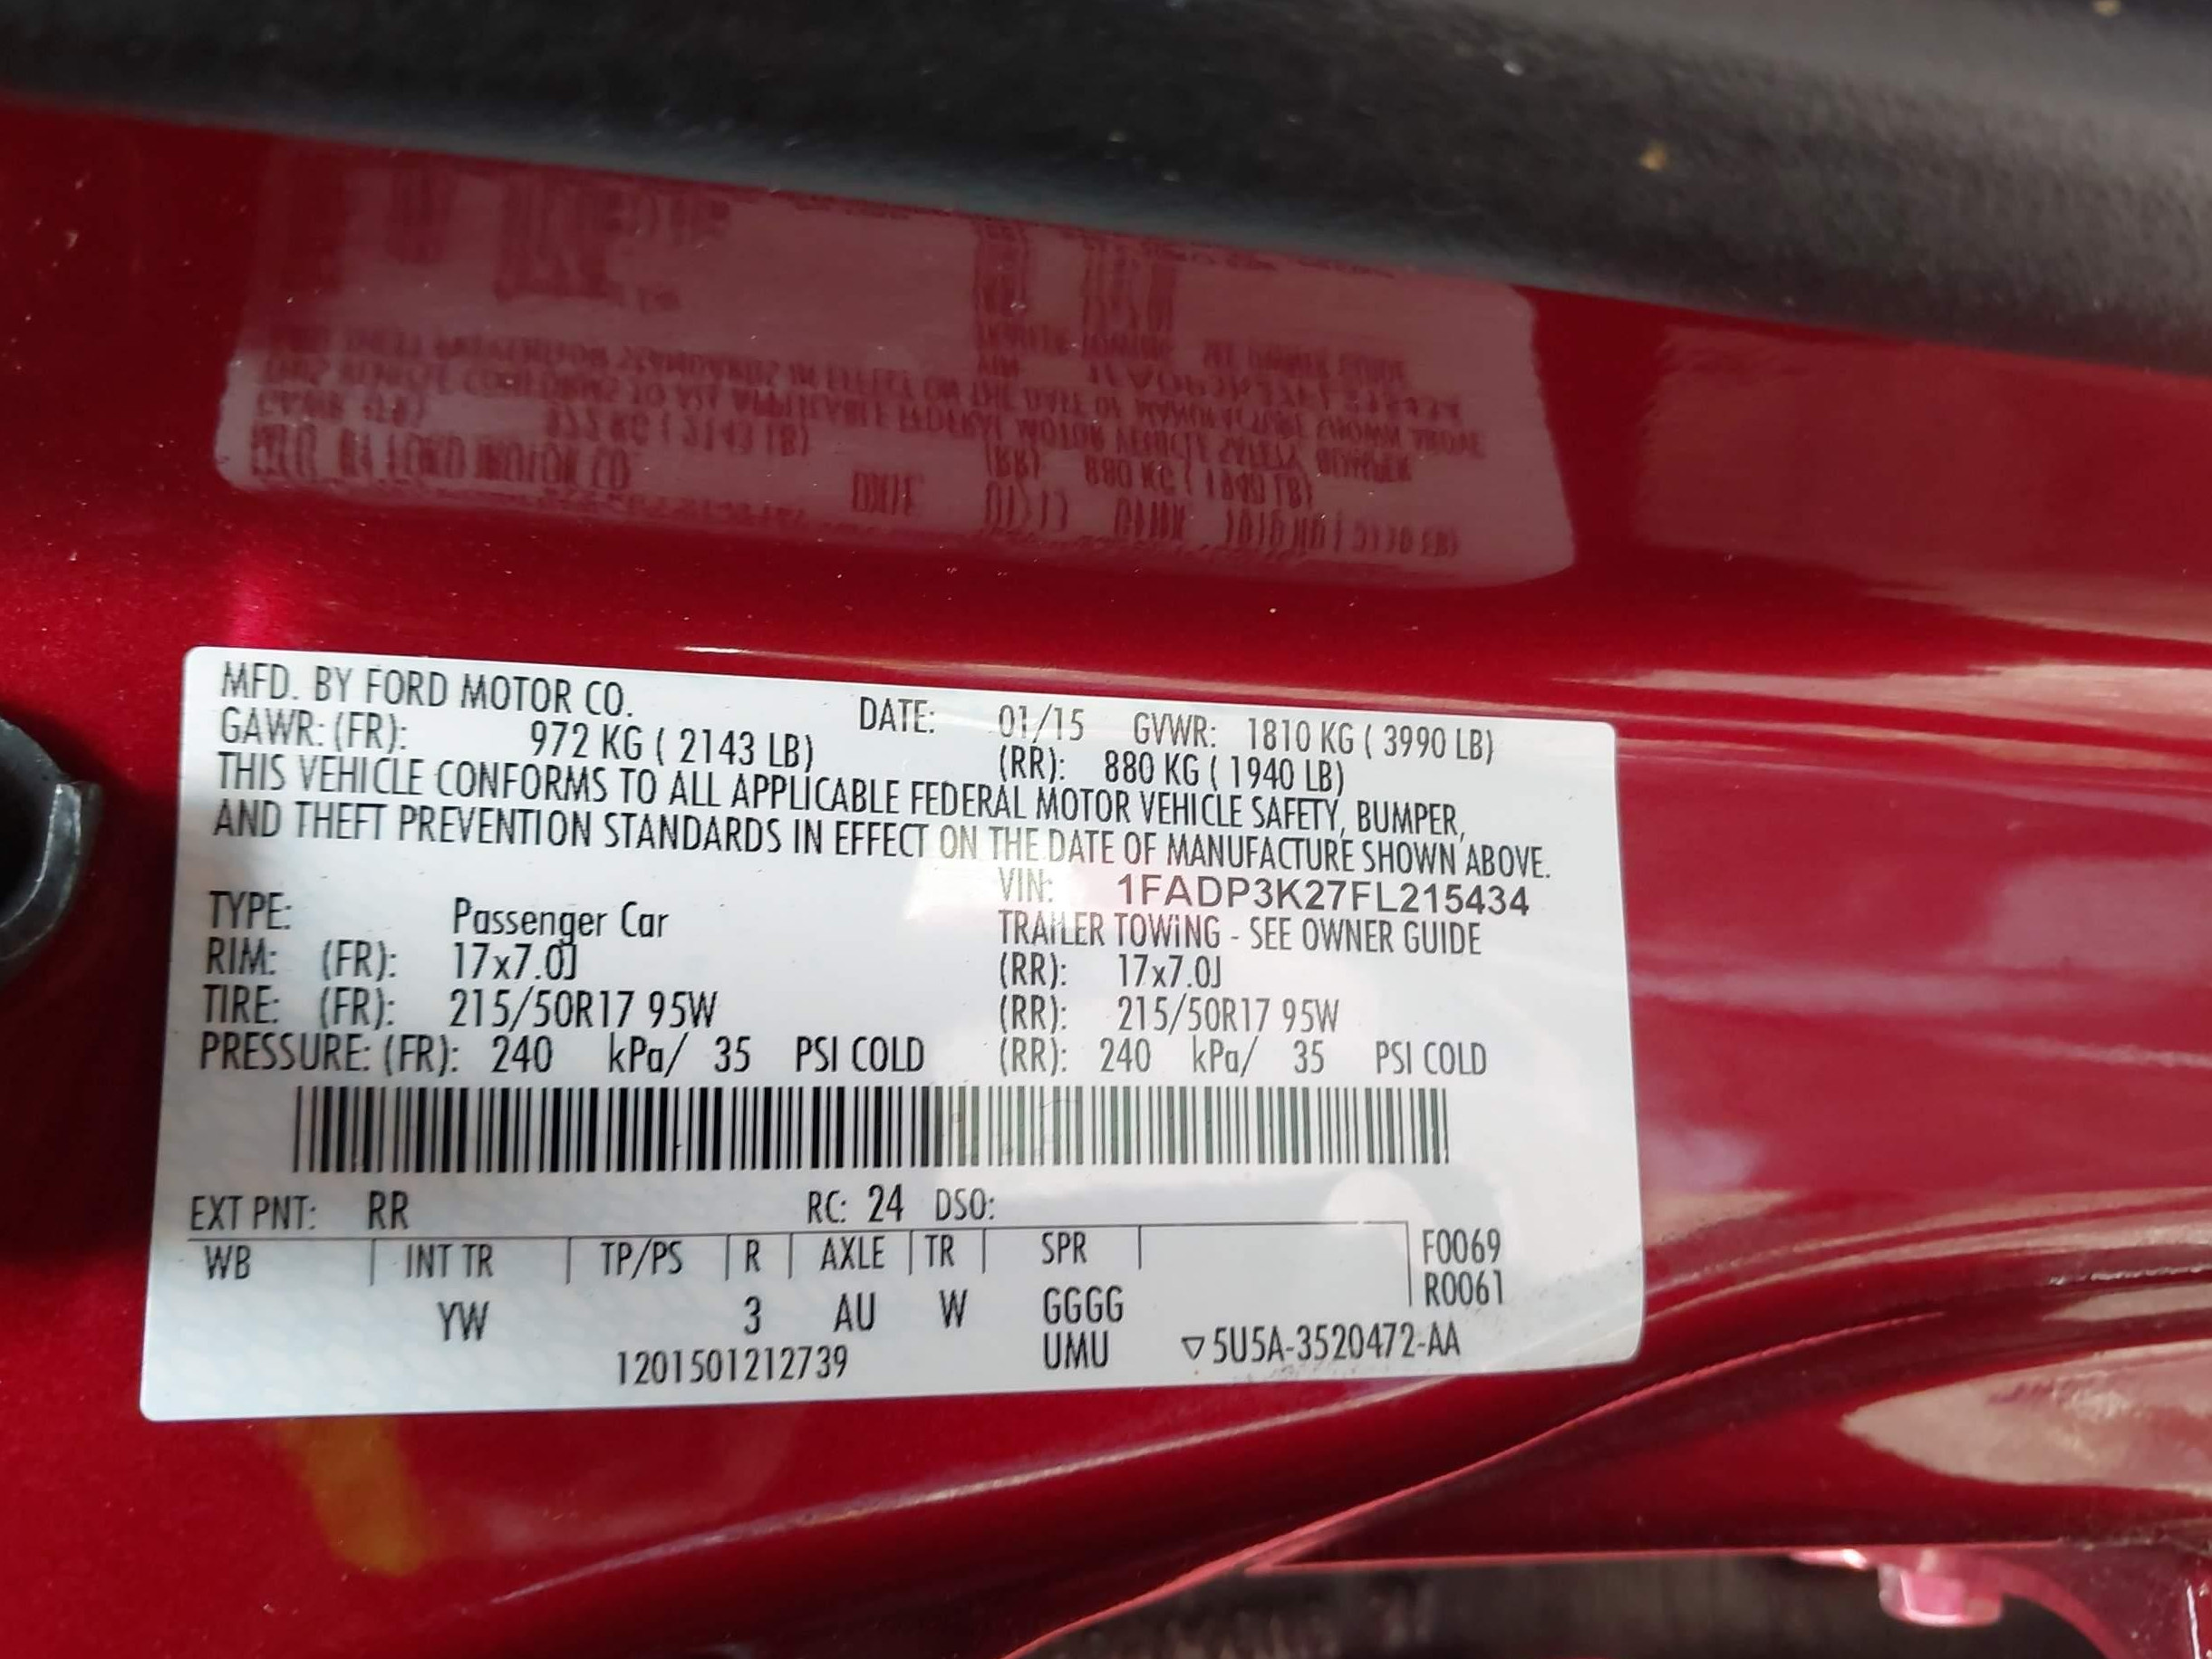 MFD. BY FORD MOTOR CO. DATE: 01/15 GVWR: 1810 KG ( 3990 LB)
GAWR: (FR): 972 KG ( 2143 LB) (RR): 880 KG ( 1940 LB)
THIS VEHICLE CONFORMS TO ALL APPLICABLE FEDERAL MOTOR VEHICLE SAFETY, BUMPER,
AND THEFT PREVENTION STANDARDS IN EFFECT ON THE DATE OF MANUFACTURE SHOWN ABOVE.
VIN: 1FADP3K27FL215434
TYPE: Passenger Car TRAILER TOWING - SEE OWNER GUIDE
RIM: (FR): 17x7.0J (RR): 17x7.0J
TIRE: (FR): 215/50R17 95W (RR): 215/50R17 95W
PRESSURE: (FR): 240 kPa/ 35 PSI COLD (RR): 240 kPa/ 35 PSI COLD
EXT PNT: RR RC: 24 DSO:
WB INT TR TP/PS R AXLE TR SPR F0069
R0061
YW 3 AU W GGGG
1201501212739 UMU ▽5U5A-3520472-AA